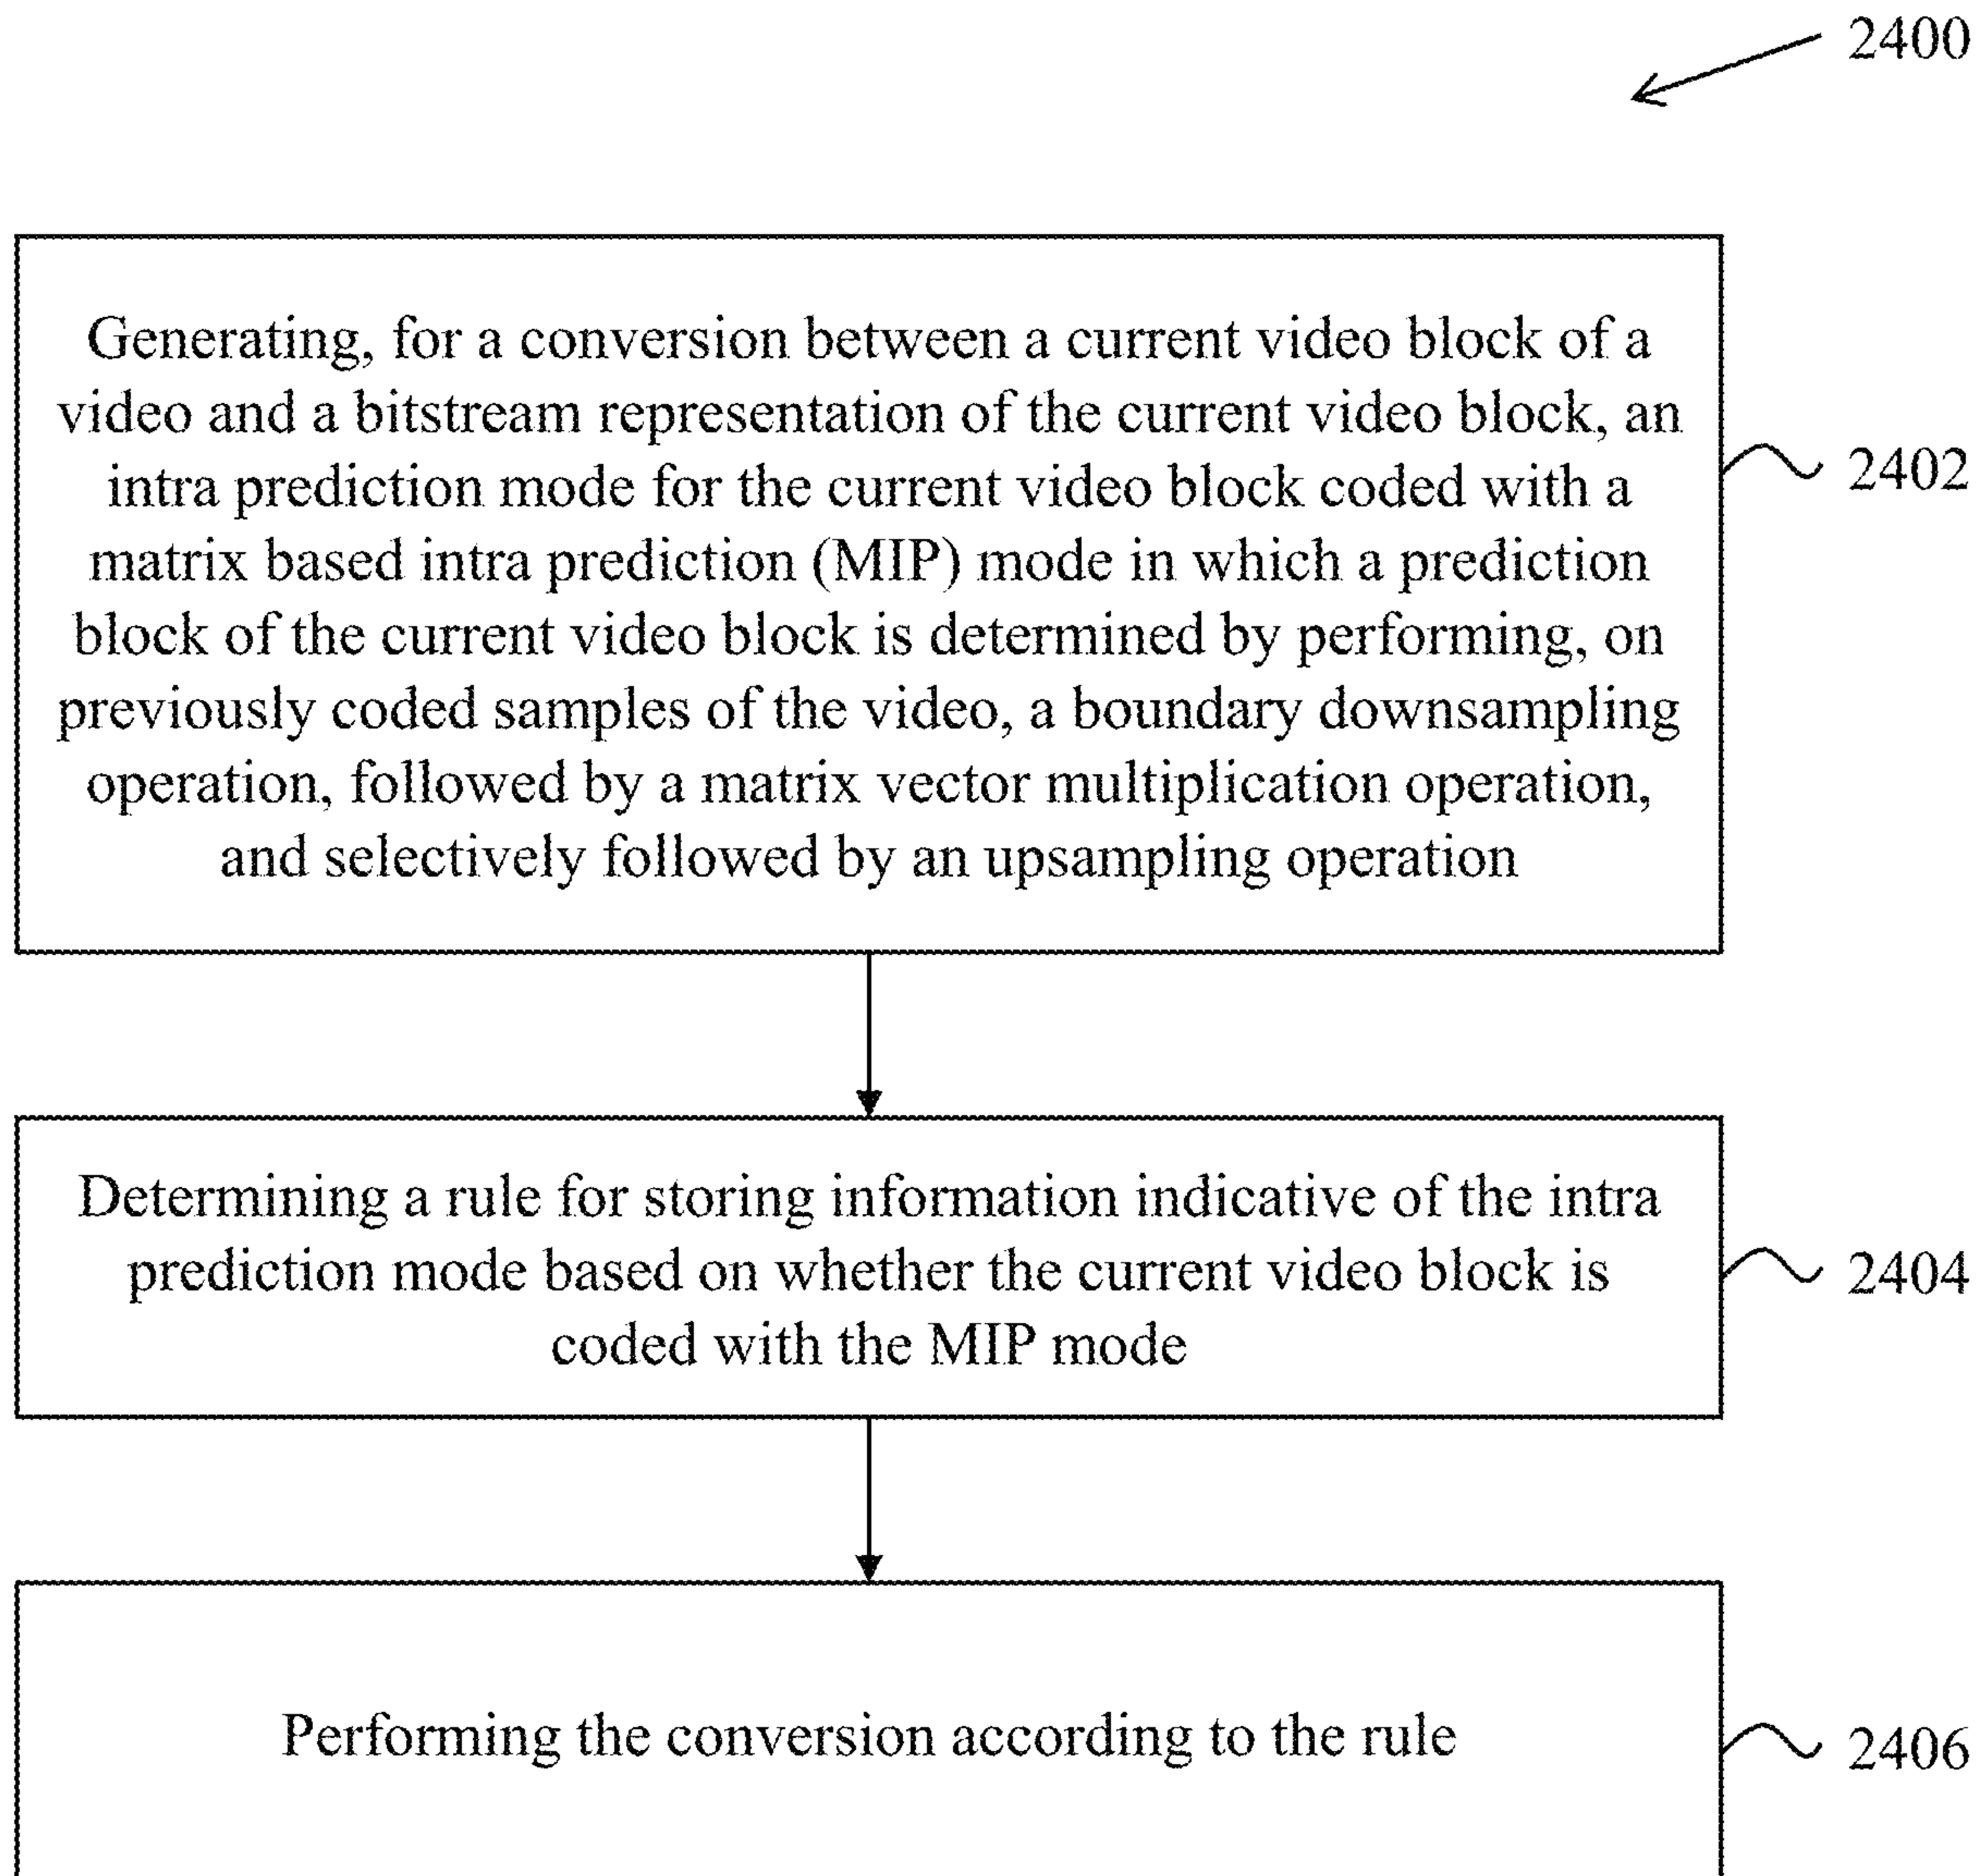 2400
Generating, for a conversion between a current video block of a
video and a bitstream representation of the current video block, an
intra prediction mode for the current video block coded with a
matrix based intra prediction (MIP) mode in which a prediction
block of the current video block is determined by performing, on
previously coded samples of the video, a boundary downsampling
operation, followed by a matrix vector multiplication operation,
and selectively followed by an upsampling operation
2402
Determining a rule for storing information indicative of the intra
prediction mode based on whether the current video block is
coded with the MIP mode
2404
Performing the conversion according to the rule
2406